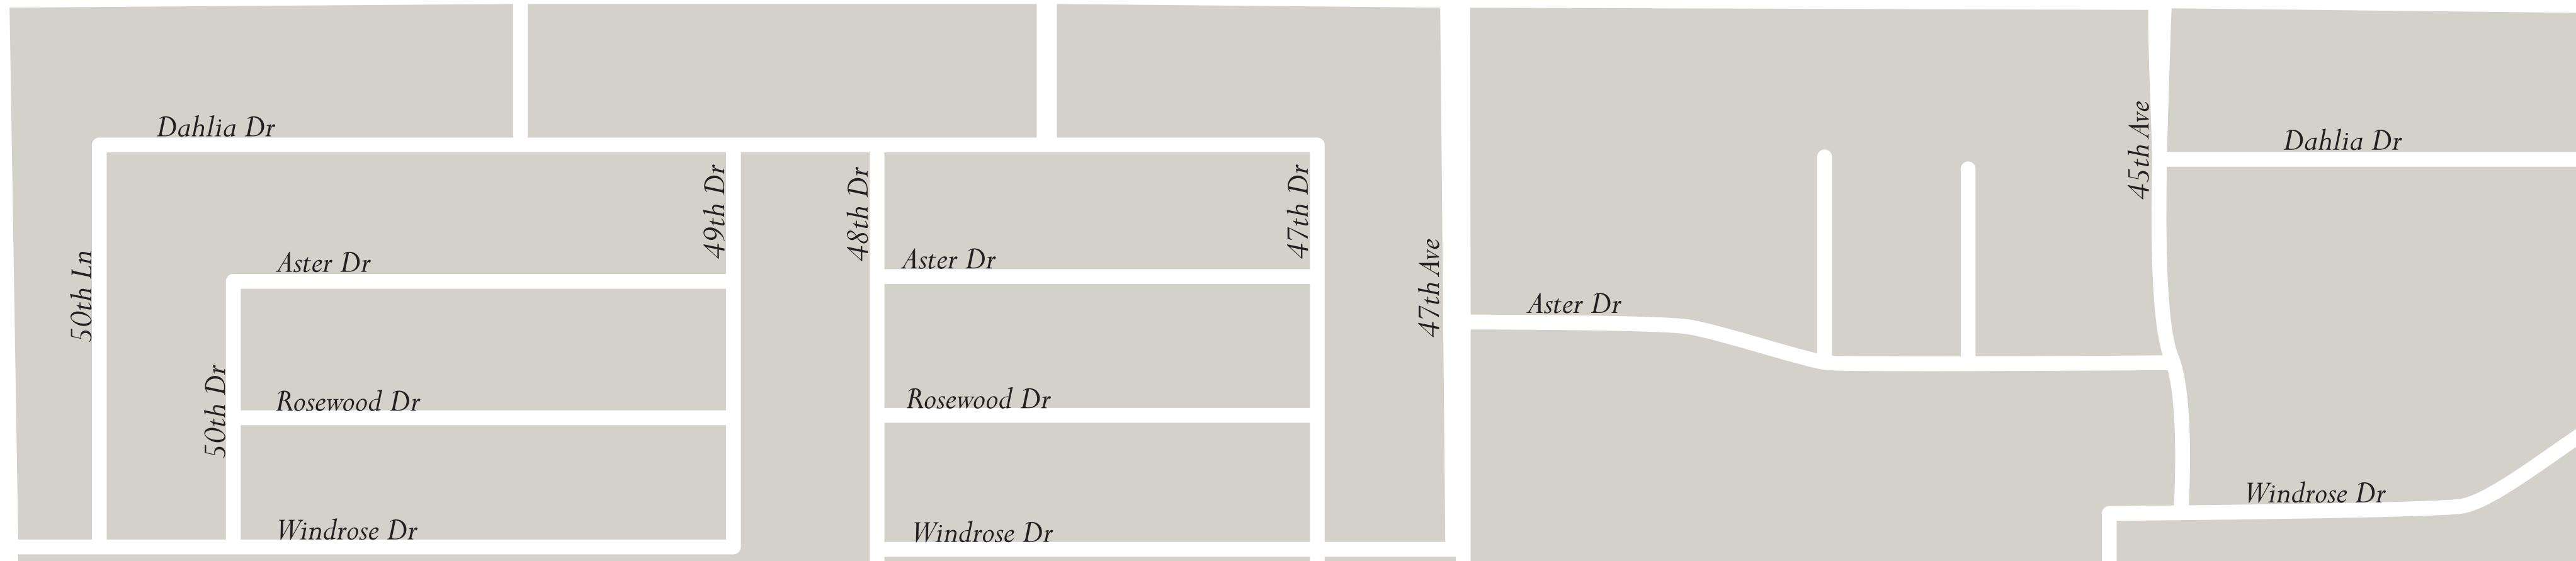 Dahlia Dr
45th Ave
Dahlia Dr
49th Dr
48th Dr
47th Dr
50th Ln
Aster Dr
Aster Dr
47th Ave
Aster Dr
50th Dr
Rosewood Dr
Rosewood Dr
Windrose Dr
Windrose Dr
Windrose Dr